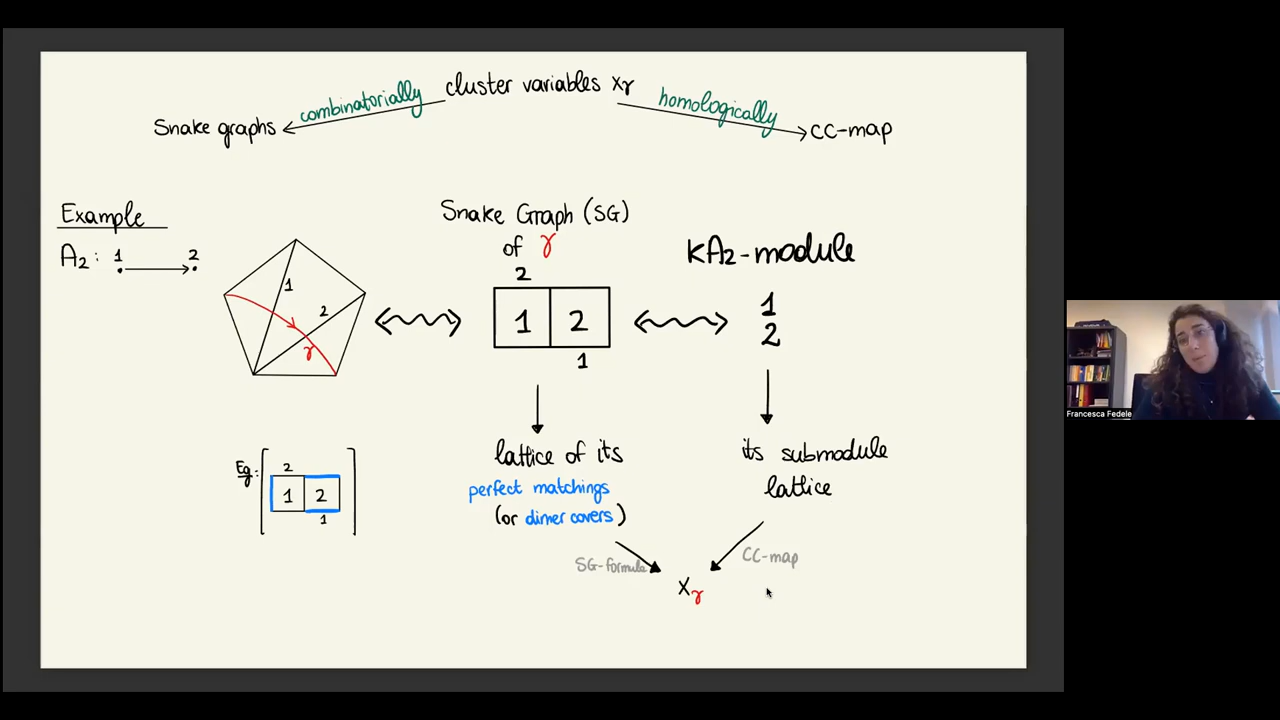 cluster variables xγ
combinatorially
homologically
Snake graphs
CC-map
Example
A2: 1 2
1
2
γ
Snake Graph (SG)
of γ
2
1 2
1
KA2-module
1
2
lattice of its
perfect matchings
(or dimer covers)
its submodule
lattice
Eg:
2
1 2
1
SG-formula
CC-map
xγ
Francesca Fedele